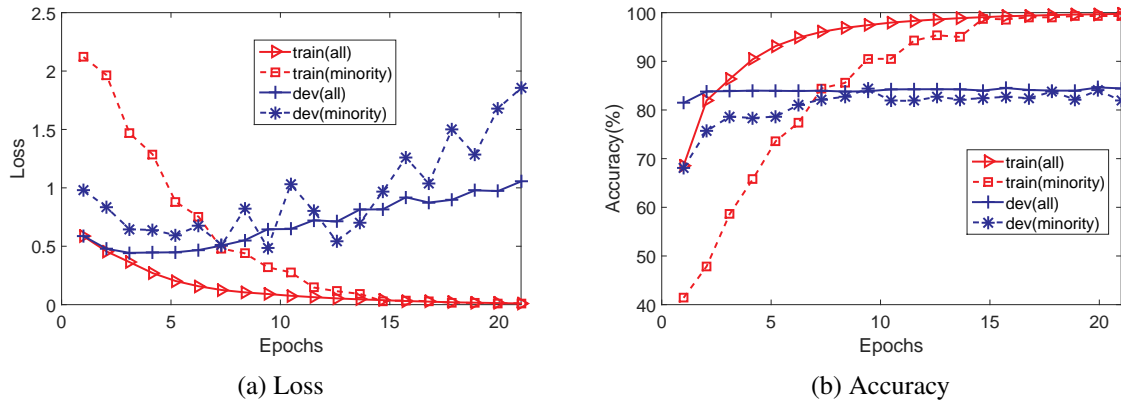 2.5
2
1.5
1
0.5
0
Loss
0 5 10 15 20
Epochs
train(all)
train(minority)
dev(all)
dev(minority)
(a) Loss
100
90
80
70
60
50
40
Accuracy(%)
0 5 10 15 20
Epochs
train(all)
train(minority)
dev(all)
dev(minority)
(b) Accuracy